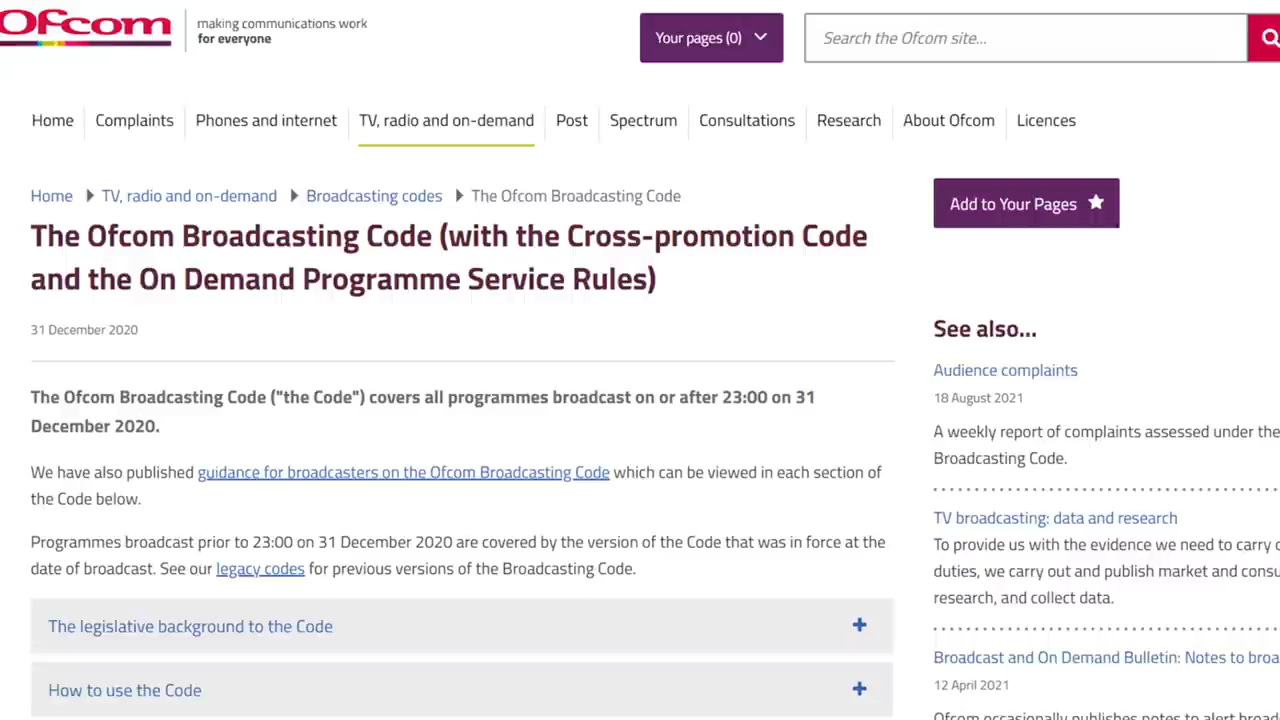 Ofcom
making communications work
for everyone
Your pages (0)
Search the Ofcom site...
Home
Complaints
Phones and internet
TV, radio and on-demand
Post
Spectrum
Consultations
Research
About Ofcom
Licences
Home TV, radio and on-demand Broadcasting codes The Ofcom Broadcasting Code
The Ofcom Broadcasting Code (with the Cross-promotion Code
and the On Demand Programme Service Rules)
31 December 2020
The Ofcom Broadcasting Code ("the Code") covers all programmes broadcast on or after 23:00 on 31
December 2020.
We have also published guidance for broadcasters on the Ofcom Broadcasting Code which can be viewed in each section of
the Code below.
Programmes broadcast prior to 23:00 on 31 December 2020 are covered by the version of the Code that was in force at the
date of broadcast. See our legacy codes for previous versions of the Broadcasting Code.
The legislative background to the Code
How to use the Code
Add to Your Pages
See also...
Audience complaints
18 August 2021
A weekly report of complaints assessed under the
Broadcasting Code.
TV broadcasting: data and research
To provide us with the evidence we need to carry
duties, we carry out and publish market and
research, and collect data.
Broadcast and On Demand Bulletin: Notes to
12 April 2021
Ofcom occasionally publishes notes to alert